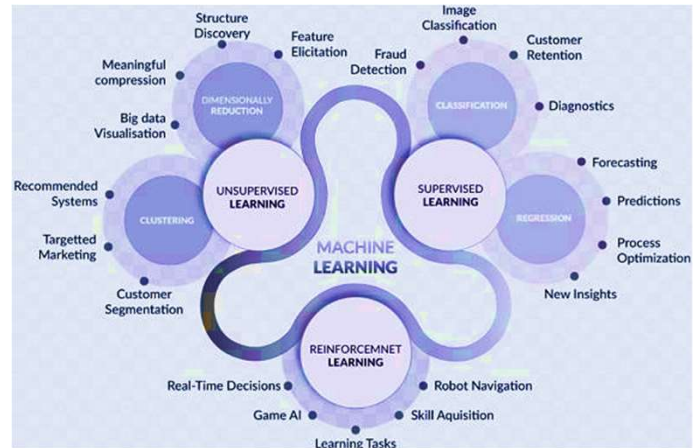 Structure
Discovery
Feature
Elicitation
Meaningful
compression
DIMENSIONALLY
REDUCTION
Big data
Visualisation
UNSUPERVISED
LEARNING
Recommended
Systems
CLUSTERING
Targetted
Marketing
Customer
Segmentation
Image
Classification
Fraud
Detection
Customer
Retention
CLASSIFICATION
Diagnostics
SUPERVISED
LEARNING
Forecasting
Predictions
REGRESSION
Process
Optimization
New Insights
MACHINE
LEARNING
REINFORCEMNET
LEARNING
Real-Time Decisions
Robot Navigation
Game AI
Skill Aquisition
Learning Tasks